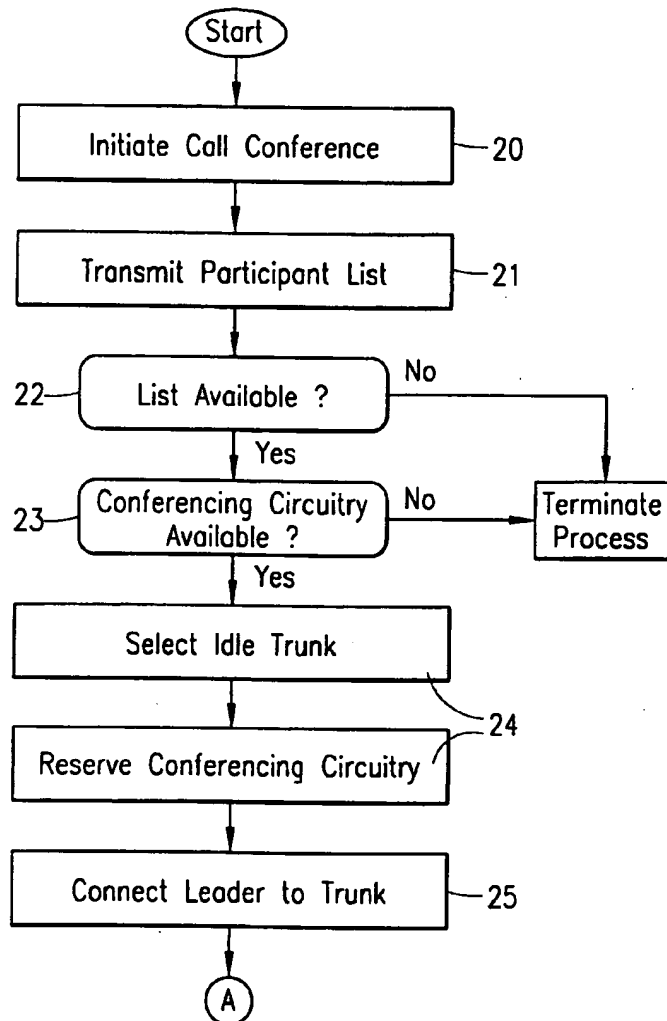 Start
Initiate Call Conference
20
Transmit Participant List
21
22
List Available ?
No
Yes
23
Conferencing Circuitry
Available ?
No
Terminate
Process
Yes
Select Idle Trunk
24
Reserve Conferencing Circuitry
Connect Leader to Trunk
25
A